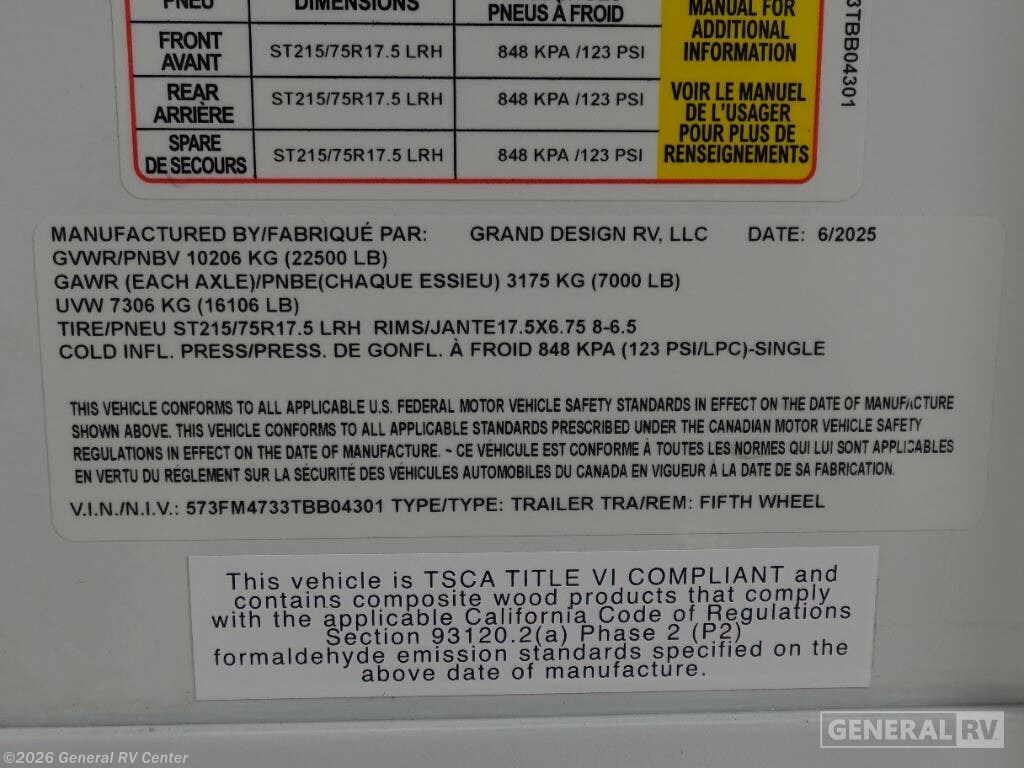 PNEU DIMENSIONS PNEUS À FROID
MANUAL FOR
ADDITIONAL
INFORMATION
FRONT
AVANT ST215/75R17.5 LRH 848 KPA /123 PSI
REAR
ARRIÈRE ST215/75R17.5 LRH 848 KPA /123 PSI
SPARE
DE SECOURS ST215/75R17.5 LRH 848 KPA /123 PSI
VOIR LE MANUEL
DE L'USAGER
POUR PLUS DE
RENSEIGNEMENTS
3TBB04301
MANUFACTURED BY/FABRIQUÉ PAR: GRAND DESIGN RV, LLC DATE: 6/2025
GVWR/PNBV 10206 KG (22500 LB)
GAWR (EACH AXLE)/PNBE(CHAQUE ESSIEU) 3175 KG (7000 LB)
UVW 7306 KG (16106 LB)
TIRE/PNEU ST215/75R17.5 LRH RIMS/JANTE17.5X6.75 8-6.5
COLD INFL. PRESS/PRESS. DE GONFL. À FROID 848 KPA (123 PSI/LPC)-SINGLE
THIS VEHICLE CONFORMS TO ALL APPLICABLE U.S. FEDERAL MOTOR VEHICLE SAFETY STANDARDS IN EFFECT ON THE DATE OF MANUFACTURE
SHOWN ABOVE. THIS VEHICLE CONFORMS TO ALL APPLICABLE STANDARDS PRESCRIBED UNDER THE CANADIAN MOTOR VEHICLE SAFETY
REGULATIONS IN EFFECT ON THE DATE OF MANUFACTURE. ~ CE VÉHICULE EST CONFORME À TOUTES LES NORMES QUI LUI SONT APPLICABLES
EN VERTU DU RÈGLEMENT SUR LA SÉCURITÉ DES VÉHICULES AUTOMOBILES DU CANADA EN VIGUEUR À LA DATE DE SA FABRICATION.
V.I.N./N.I.V.: 573FM4733TBB04301 TYPE/TYPE: TRAILER TRA/REM: FIFTH WHEEL
This vehicle is TSCA TITLE VI COMPLIANT and
contains composite wood products that comply
with the applicable California Code of Regulations
Section 93120.2(a) Phase 2 (P2)
formaldehyde emission standards specified on the
above date of manufacture.
GENERAL RV
©2026 General RV Center